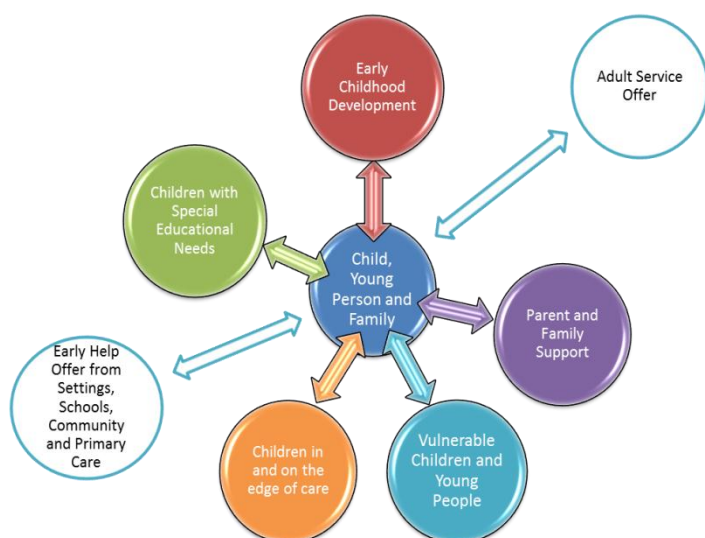 Early
Childhood
Development
Adult Service
Offer
Children with
Special
Educational
Needs
Child,
Young
Person and
Family
Parent and
Family
Support
Early Help
Offer from
Settings,
Schools,
Community
and Primary
Care
Children in
and on the
edge of care
Vulnerable
Children and
Young
People